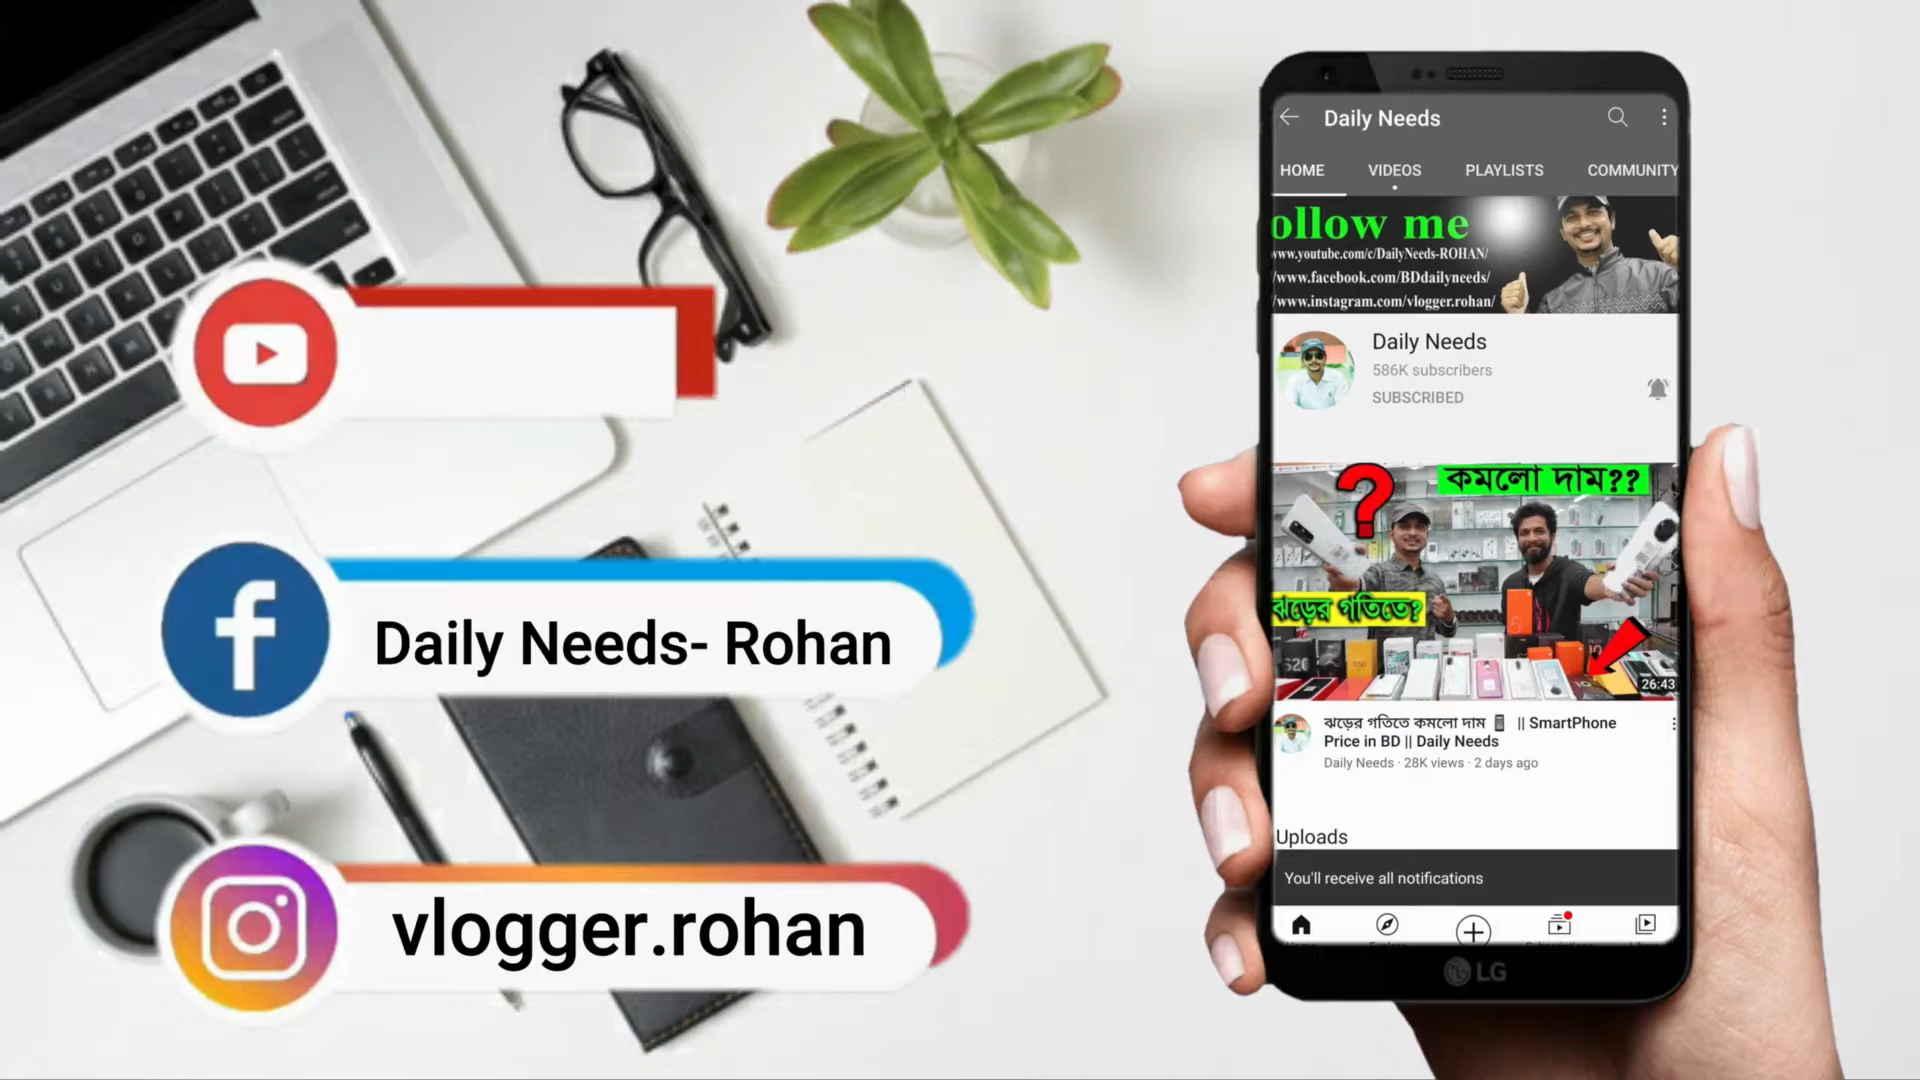 Daily Needs- Rohan
vlogger.rohan
Daily Needs
HOME VIDEOS PLAYLISTS COMMUNITY
ollow me
www.youtube.com/c/DailyNeeds-ROHAN/
/www.facebook.com/BDdailyneeds/
/www.instagram.com/vlogger.rohan/
Daily Needs
586K subscribers
SUBSCRIBED
?
কমলো দাম??
ঝড়ের গতিতে?
S20
26:43
ঝড়ের গতিতে কমলো দাম 📱 || SmartPhone
Price in BD || Daily Needs
Daily Needs · 28K views · 2 days ago
Uploads
You'll receive all notifications
LG